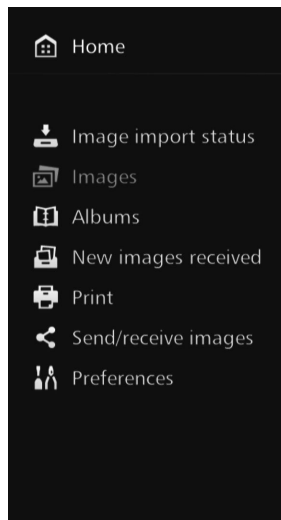 Home
Image import status
Images
Albums
New images received
Print
Send/receive images
Preferences